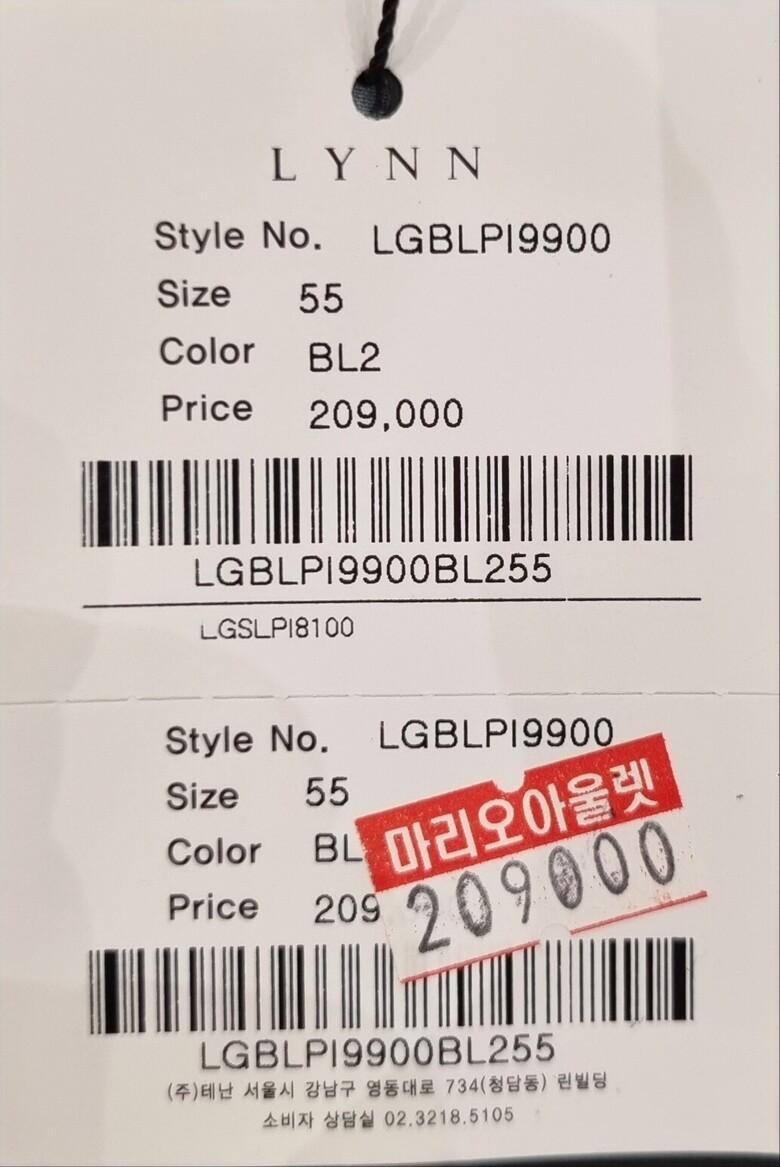 LYNN
Style No. LGBLPI9900
Size 55
Color BL2
Price 209,000
LGBLPI9900BL255
LGSLPI8100
Style No. LGBLPI9900
Size 55
Color BL
Price 209
마리오아울렛
209000
LGBLPI9900BL255
(주)테난 서울시 강남구 영동대로 734(청담동) 린빌딩
소비자 상담실 02.3218.5105